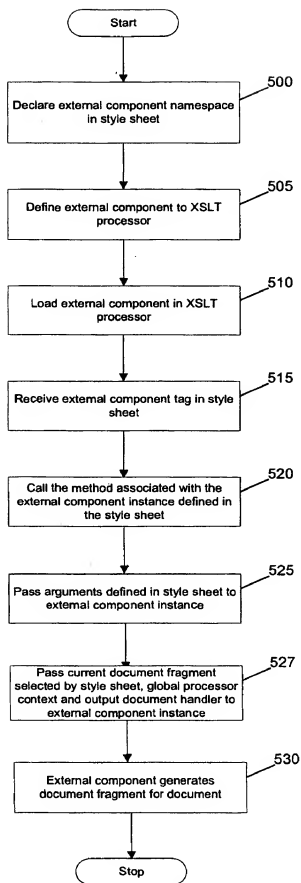 Start
500
Declare external component namespace
in style sheet
505
Define external component to XSLT
processor
510
Load external component in XSLT
processor
515
Receive external component tag in style
sheet
520
Call the method associated with the
external component instance defined in
the style sheet
525
Pass arguments defined in style sheet to
external component instance
527
Pass current document fragment
selected by style sheet, global processor
context and output document handler to
external component instance
530
External component generates
document fragment for document
Stop